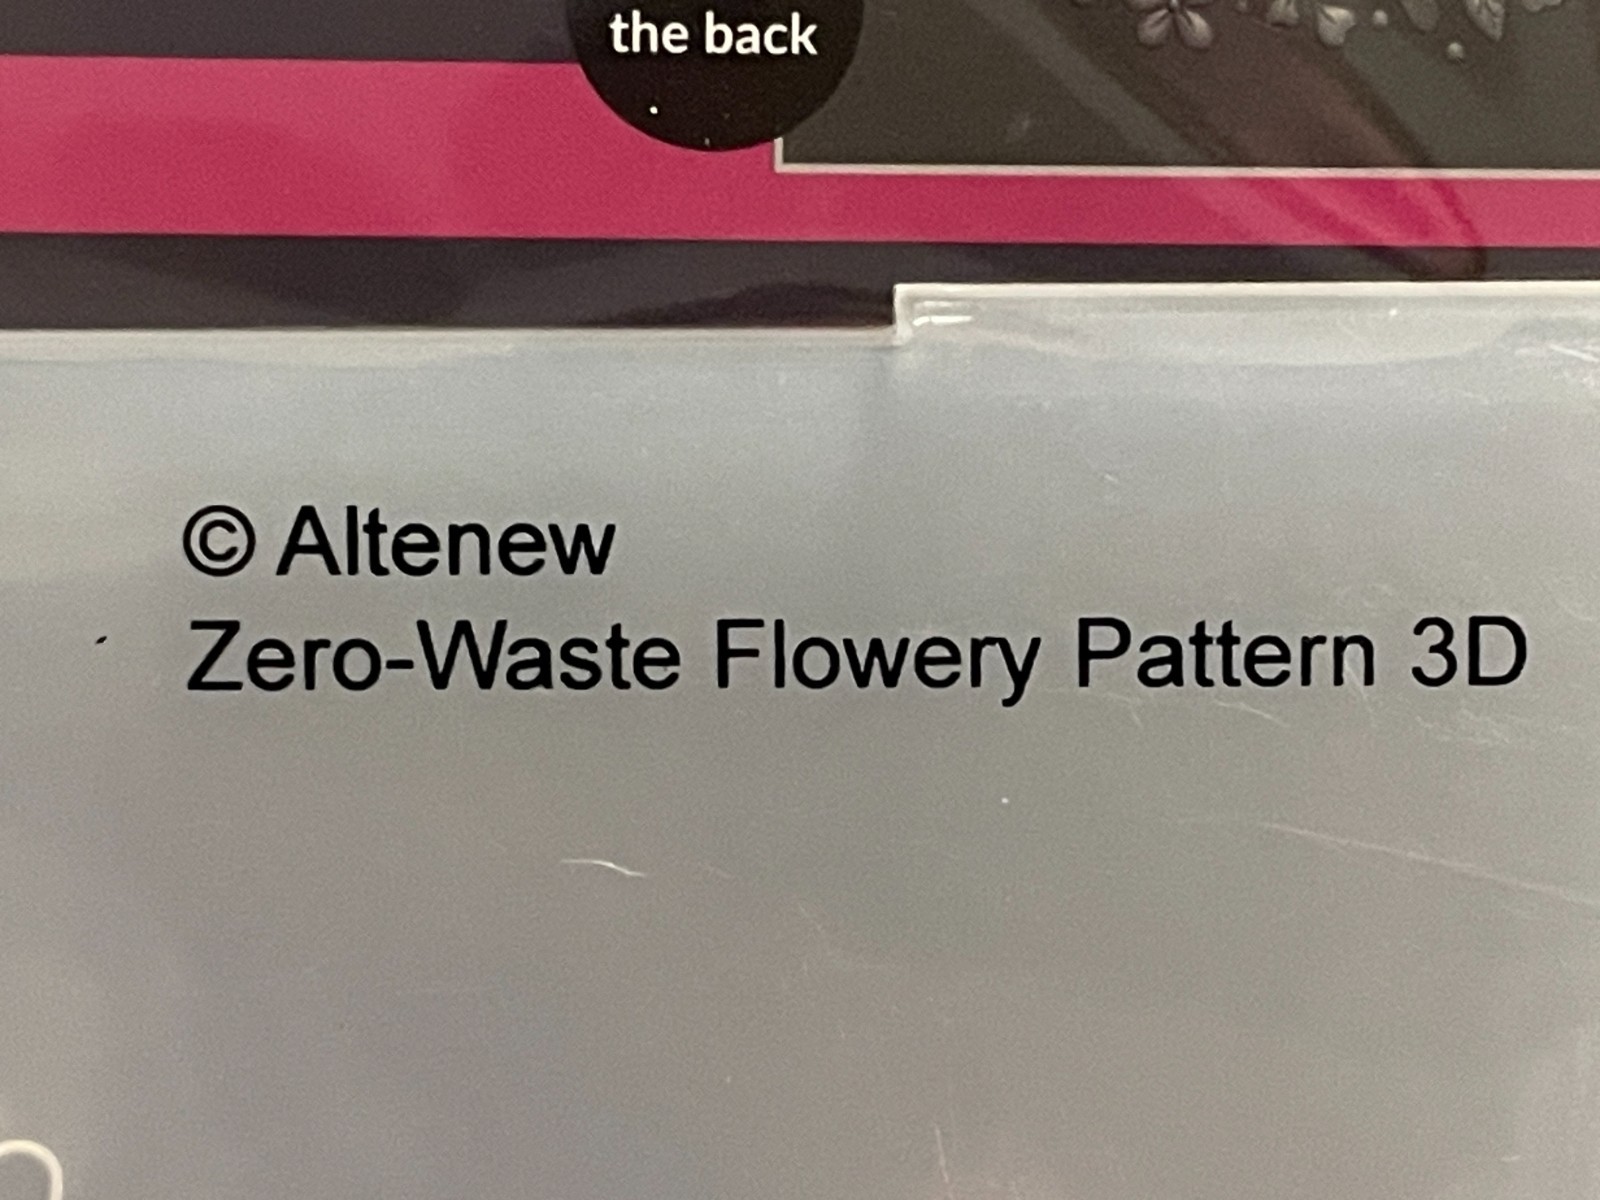 the back
© Altenew
Zero-Waste Flowery Pattern 3D